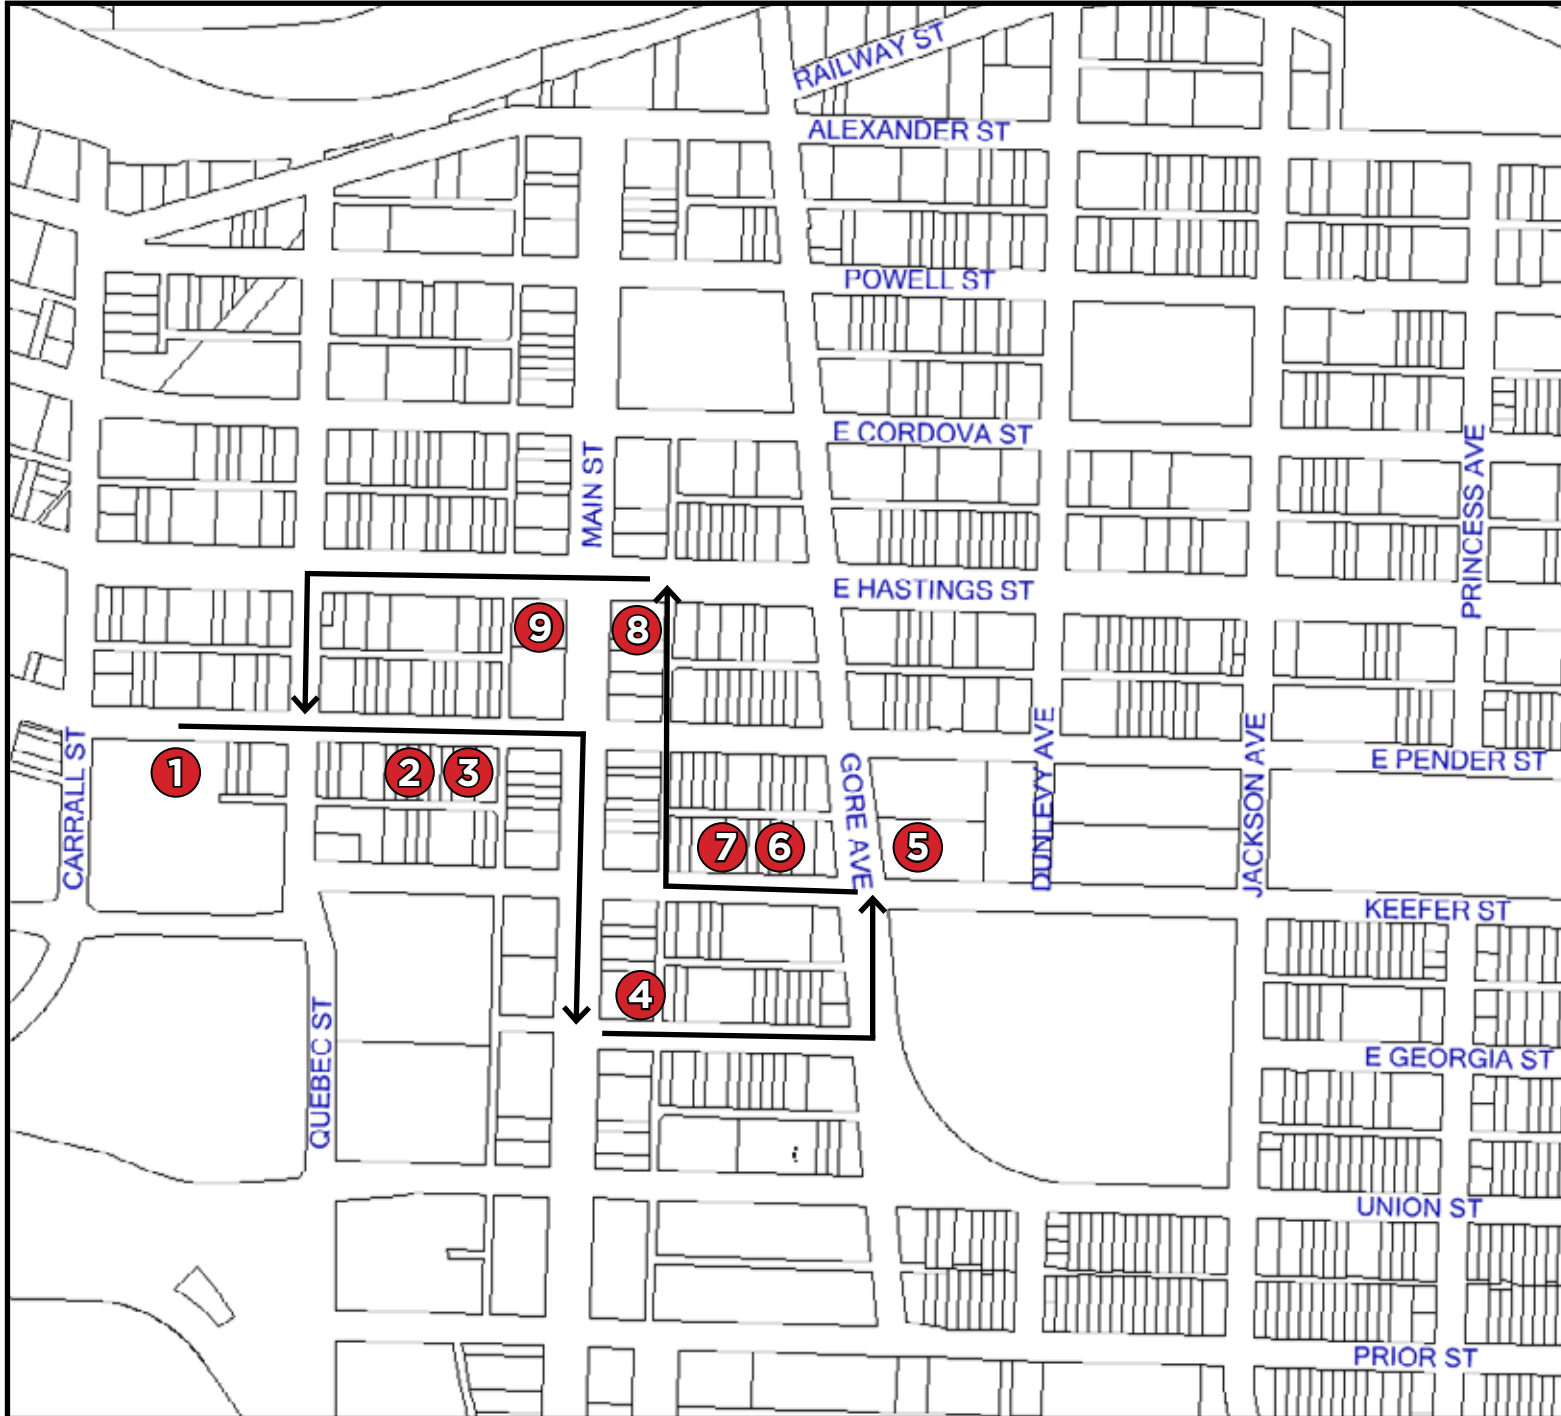 RAILWAY ST
ALEXANDER ST
POWELL ST
E CORDOVA ST
MAIN ST
PRINCESS AVE
E HASTINGS ST
9
8
CARRALL ST
1
2
3
GORE AVE
DUNLEVY AVE
JACKSON AVE
E PENDER ST
7
6
5
KEEFER ST
4
QUEBEC ST
E GEORGIA ST
UNION ST
PRIOR ST